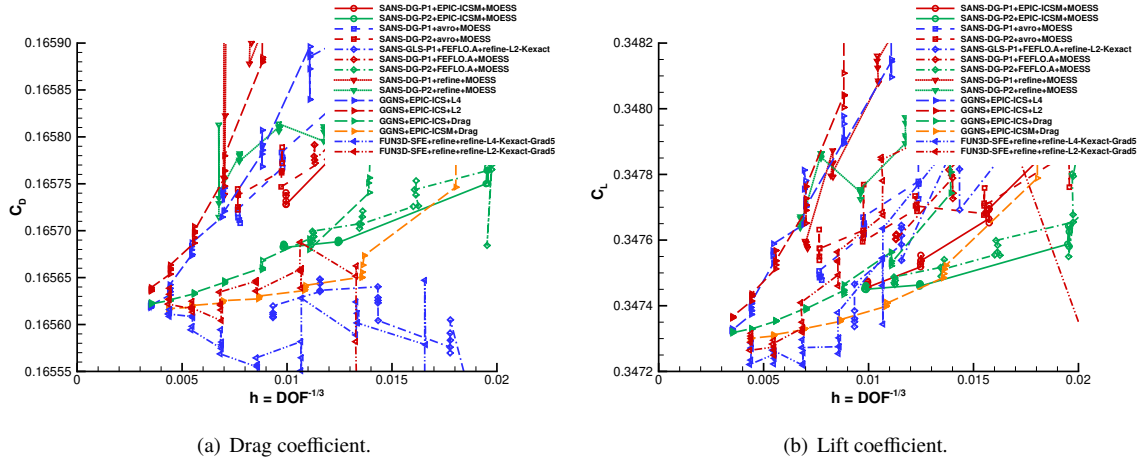 SANS-DG-P1+EPIC-ICSM+MOESS
SANS-DG-P2+EPIC-ICSM+MOESS
SANS-DG-P1+avro+MOESS
SANS-DG-P2+avro+MOESS
SANS-GLS-P1+FEFLO.A+refine-L2-Kexact
SANS-DG-P1+FEFLO.A+MOESS
SANS-DG-P2+FEFLO.A+MOESS
SANS-DG-P1+refine+MOESS
SANS-DG-P2+refine+MOESS
GGNS+EPIC-ICS+L4
GGNS+EPIC-ICS+L2
GGNS+EPIC-ICS+Drag
GGNS+EPIC-ICSM+Drag
FUN3D-SFE+refine+refine-L4-Kexact-Grad5
FUN3D-SFE+refine+refine-L2-Kexact-Grad5
0.16590
0.16585
0.16580
0.16575
0.16570
0.16565
0.16560
0.16555
C_D
0
0.005
0.01
0.015
0.02
h = DOF^-1/3
(a) Drag coefficient.
SANS-DG-P1+EPIC-ICSM+MOESS
SANS-DG-P2+EPIC-ICSM+MOESS
SANS-DG-P1+avro+MOESS
SANS-DG-P2+avro+MOESS
SANS-GLS-P1+FEFLO.A+refine-L2-Kexact
SANS-DG-P1+FEFLO.A+MOESS
SANS-DG-P2+FEFLO.A+MOESS
SANS-DG-P1+refine+MOESS
SANS-DG-P2+refine+MOESS
GGNS+EPIC-ICS+L4
GGNS+EPIC-ICS+L2
GGNS+EPIC-ICS+Drag
GGNS+EPIC-ICSM+Drag
FUN3D-SFE+refine+refine-L4-Kexact-Grad5
FUN3D-SFE+refine+refine-L2-Kexact-Grad5
0.3482
0.3480
0.3478
0.3476
0.3474
0.3472
C_L
0
0.005
0.01
0.015
0.02
h = DOF^-1/3
(b) Lift coefficient.